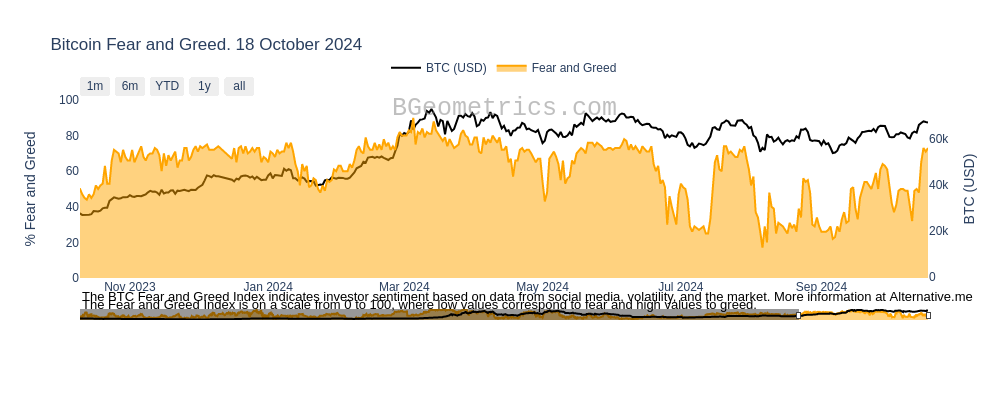 Bitcoin Fear and Greed. 18 October 2024
BTC (USD) Fear and Greed
1m 6m YTD 1y all
BGeometrics.com
100
80
60
40
20
0
% Fear and Greed
60k
40k
20k
0
BTC (USD)
Nov 2023 Jan 2024 Mar 2024 May 2024 Jul 2024 Sep 2024
The BTC Fear and Greed Index indicates investor sentiment based on data from social media, volatility, and the market. More information at Alternative.me
The Fear and Greed Index is on a scale from 0 to 100, where low values correspond to fear and high values to greed.